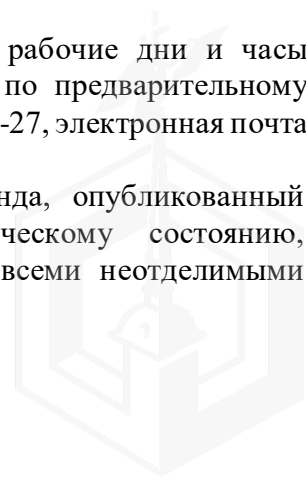 рабочие дни и часы
по предварительному
-27, электронная почта
нда, опубликованный
ческому состоянию,
всеми неотделимыми